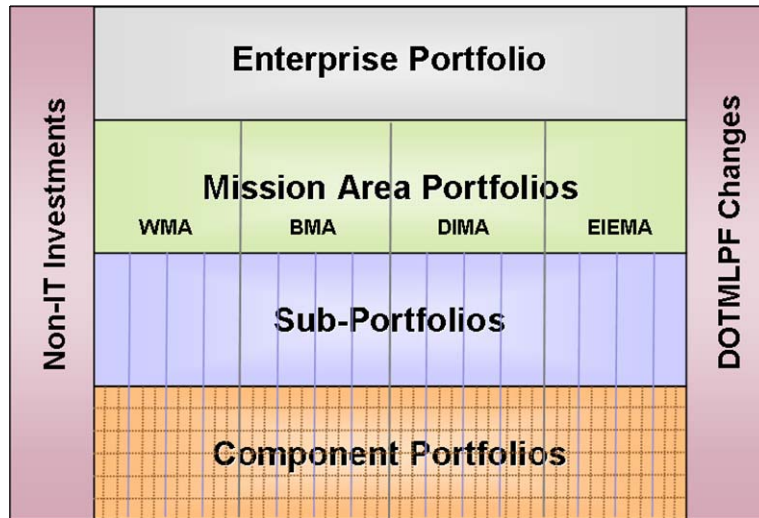 Non-IT Investments
Enterprise Portfolio
Mission Area Portfolios
WMA BMA DIMA EIEMA
Sub-Portfolios
Component Portfolios
DOTMLPF Changes